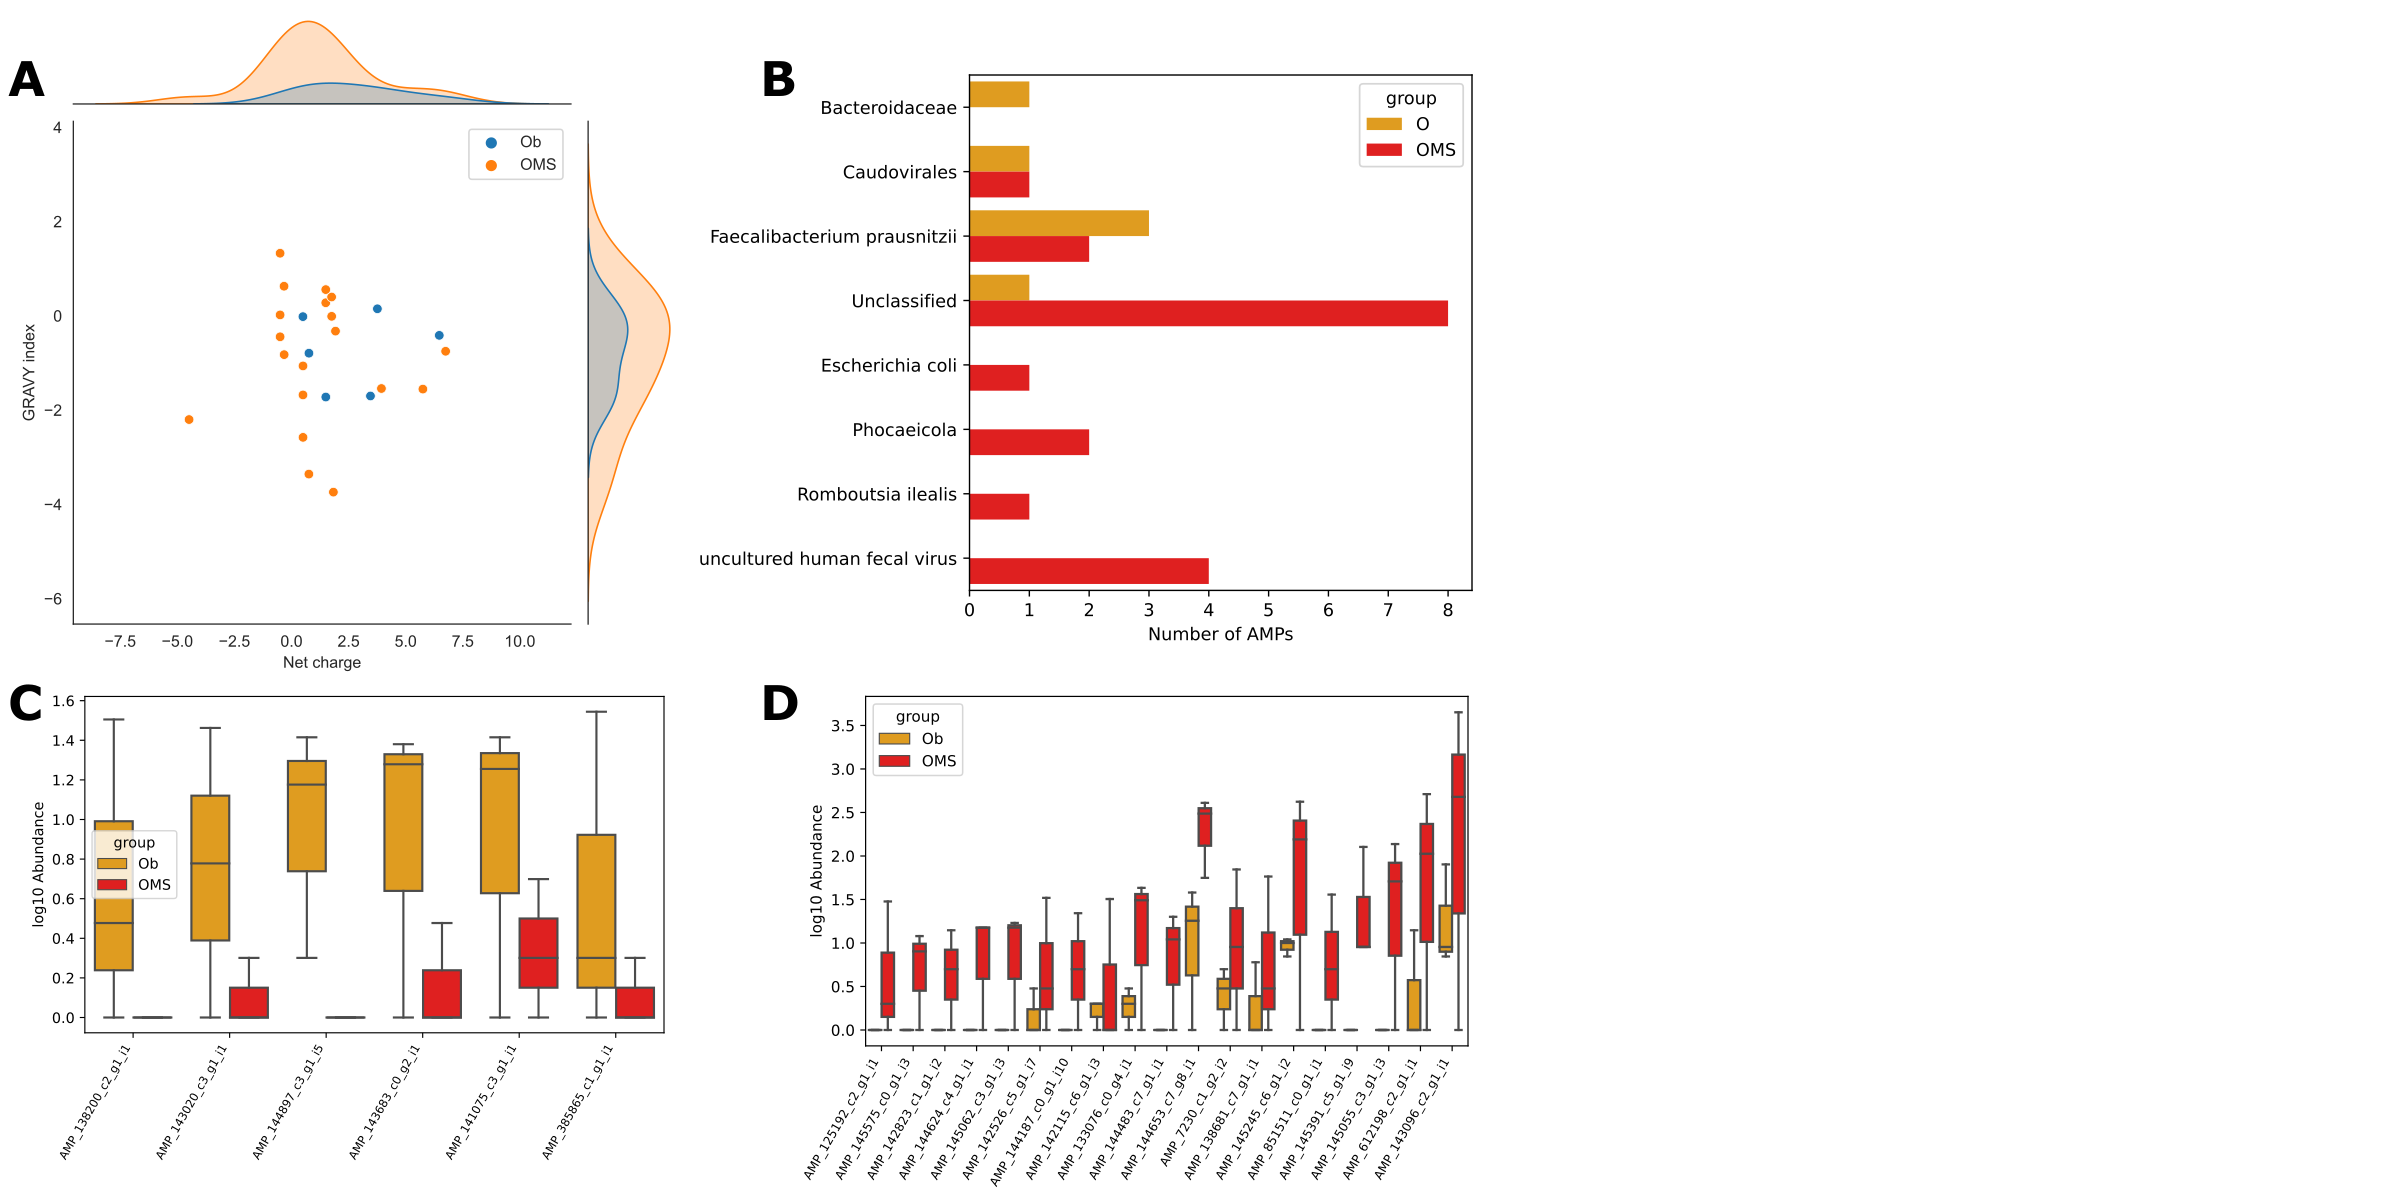 A
Ob
OMS
4
2
0
−2
−4
−6
GRAVY index
−7.5 −5.0 −2.5 0.0 2.5 5.0 7.5 10.0
Net charge
B
group
O
OMS
Bacteroidaceae
Caudovirales
Faecalibacterium prausnitzii
Unclassified
Escherichia coli
Phocaeicola
Romboutsia ilealis
uncultured human fecal virus
0 1 2 3 4 5 6 7 8
Number of AMPs
C
1.6
1.4
1.2
1.0
0.8
0.6
0.4
0.2
0.0
log10 Abundance
group
Ob
OMS
AMP_138200_c2_g1_i1
AMP_143020_c3_g1_i1
AMP_144897_c3_g1_i5
AMP_143683_c0_g2_i1
AMP_141075_c3_g1_i1
AMP_385865_c1_g1_i1
D
3.5
3.0
2.5
2.0
1.5
1.0
0.5
0.0
log10 Abundance
group
Ob
OMS
AMP_125192_c2_g1_i1
AMP_145575_c0_g1_i3
AMP_142823_c1_g1_i2
AMP_144624_c4_g1_i1
AMP_145062_c3_g1_i3
AMP_142526_c5_g1_i7
AMP_144187_c0_g1_i10
AMP_142115_c6_g1_i3
AMP_133076_c0_g4_i1
AMP_144483_c7_g1_i1
AMP_144653_c7_g8_i1
AMP_7230_c1_g2_i2
AMP_138681_c7_g1_i1
AMP_145245_c6_g1_i2
AMP_851511_c0_g1_i1
AMP_145391_c5_g1_i9
AMP_145055_c3_g1_i3
AMP_612198_c2_g1_i1
AMP_143096_c2_g1_i1